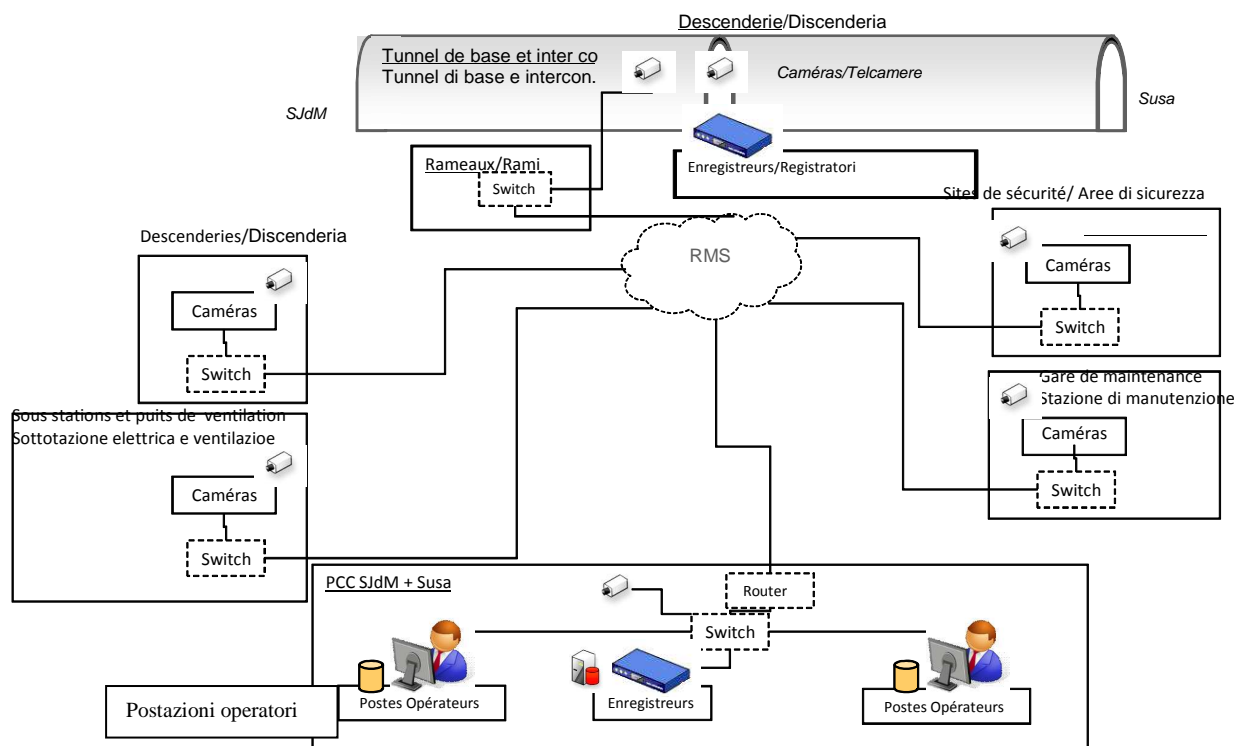 Descenderie/Discenderia
Tunnel de base et inter co
Tunnel di base e intercon.
Caméras/Telcamere
SJdM
Susa
Rameaux/Rami
Switch
Enregistreurs/Registratori
Sites de sécurité/ Aree di sicurezza
Caméras
Switch
Descenderies/Discenderia
Caméras
Switch
RMS
Gare de maintenance
Stazione di manutenzione
Caméras
Switch
Sous stations et puits de ventilation
Sottotazione elettrica e ventilazioe
Caméras
Switch
PCC SJdM + Susa
Router
Switch
Postes Opérateurs
Enregistreurs
Postes Opérateurs
Postazioni operatori